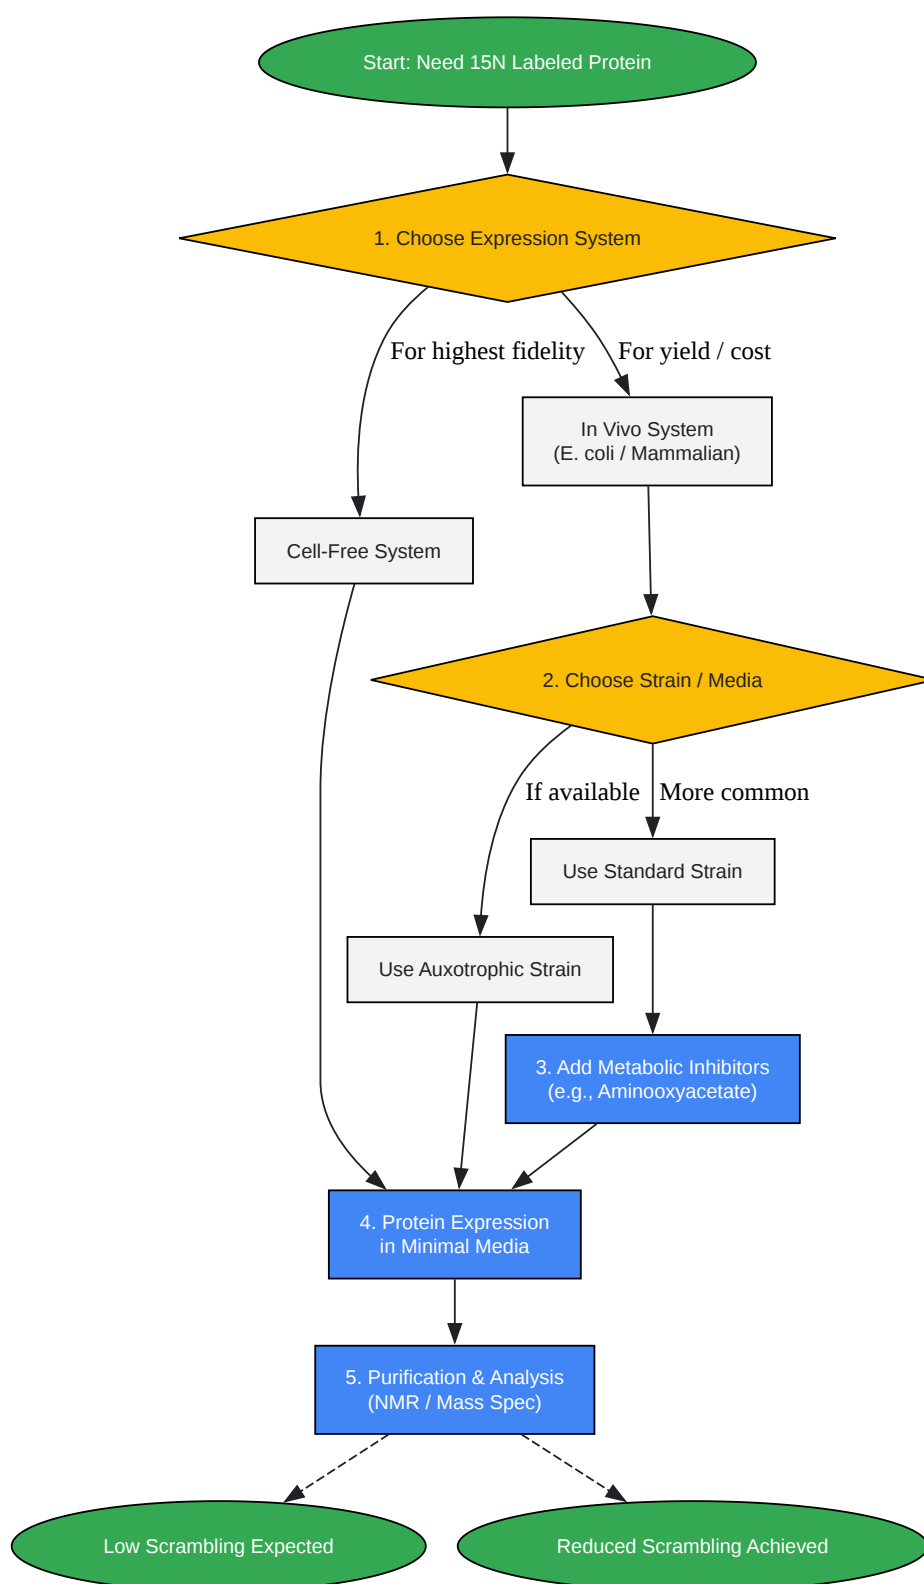 Start: Need 15N Labeled Protein
1. Choose Expression System
For highest fidelity
For yield / cost
In Vivo System
(E. coli / Mammalian)
Cell-Free System
2. Choose Strain / Media
If available
More common
Use Standard Strain
Use Auxotrophic Strain
3. Add Metabolic Inhibitors
(e.g., Aminooxyacetate)
4. Protein Expression
in Minimal Media
5. Purification & Analysis
(NMR / Mass Spec)
Low Scrambling Expected
Reduced Scrambling Achieved